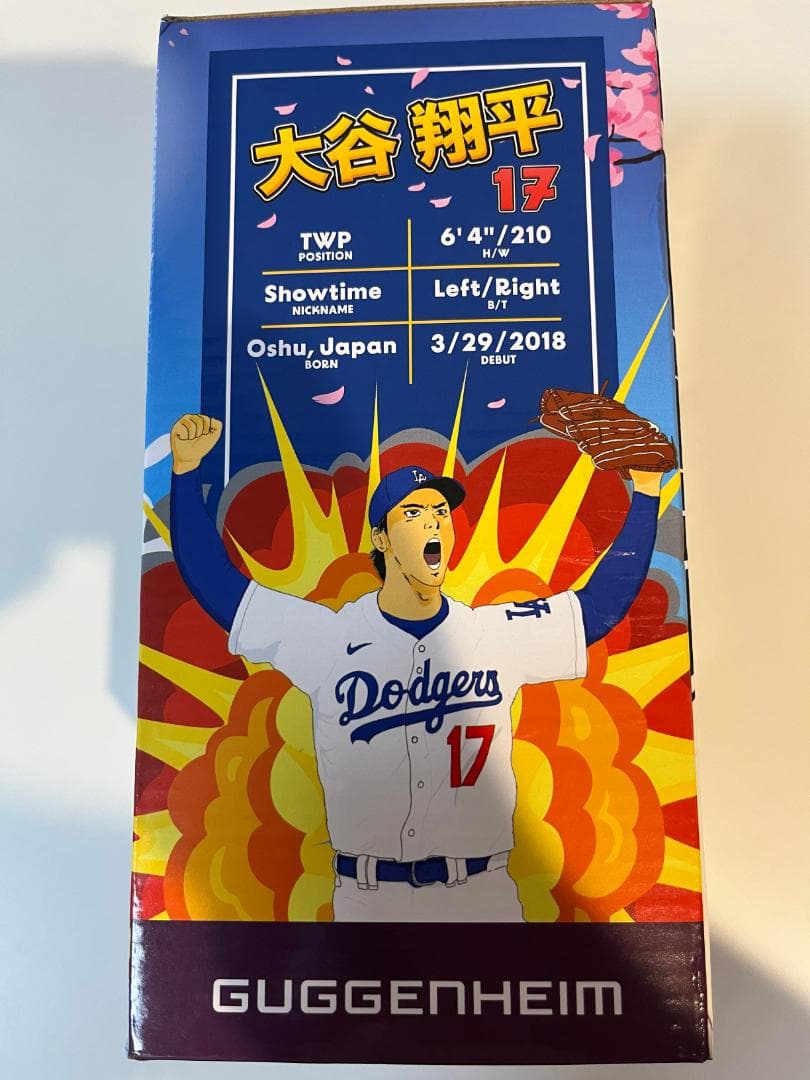 大谷 翔平
17
TWP
POSITION
6' 4"/210
H/W
Showtime
NICKNAME
Left/Right
B/T
Oshu, Japan
BORN
3/29/2018
DEBUT
LA
LA
Dodgers
17
GUGGENHEIM